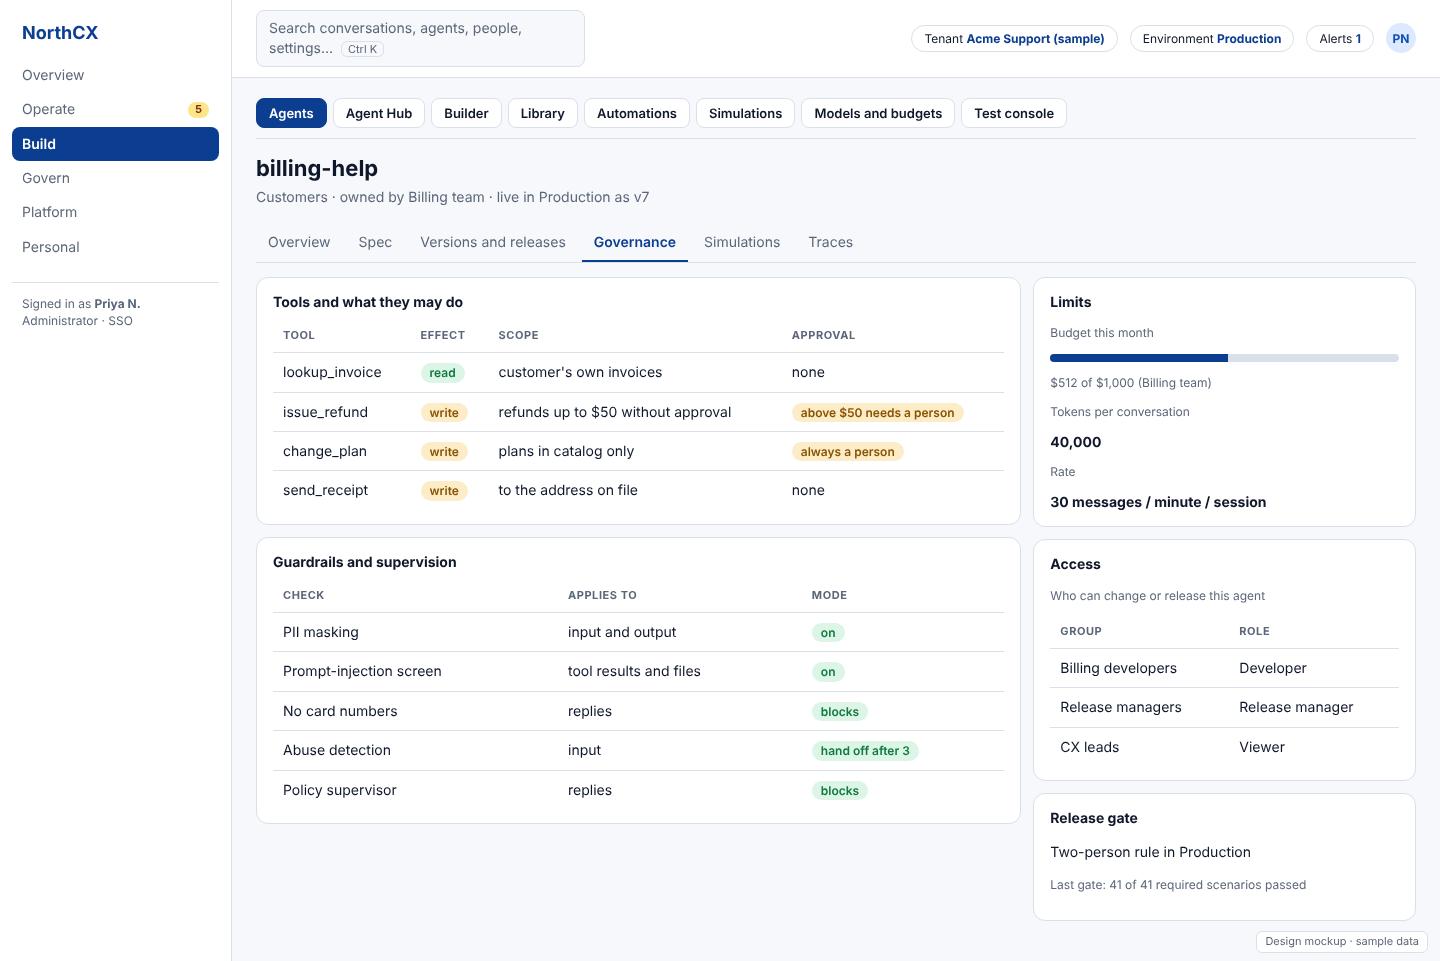 NorthCX
Overview
Operate 5
Build
Govern
Platform
Personal
Signed in as Priya N.
Administrator · SSO
Search conversations, agents, people,
settings... Ctrl K
Tenant Acme Support (sample)
Environment Production
Alerts 1
PN
Agents
Agent Hub
Builder
Library
Automations
Simulations
Models and budgets
Test console
billing-help
Customers · owned by Billing team · live in Production as v7
Overview
Spec
Versions and releases
Governance
Simulations
Traces
Tools and what they may do
TOOL EFFECT SCOPE APPROVAL
lookup_invoice read customer's own invoices none
issue_refund write refunds up to $50 without approval above $50 needs a person
change_plan write plans in catalog only always a person
send_receipt write to the address on file none
Guardrails and supervision
CHECK APPLIES TO MODE
PII masking input and output on
Prompt-injection screen tool results and files on
No card numbers replies blocks
Abuse detection input hand off after 3
Policy supervisor replies blocks
Limits
Budget this month
$512 of $1,000 (Billing team)
Tokens per conversation
40,000
Rate
30 messages / minute / session
Access
Who can change or release this agent
GROUP ROLE
Billing developers Developer
Release managers Release manager
CX leads Viewer
Release gate
Two-person rule in Production
Last gate: 41 of 41 required scenarios passed
Design mockup · sample data